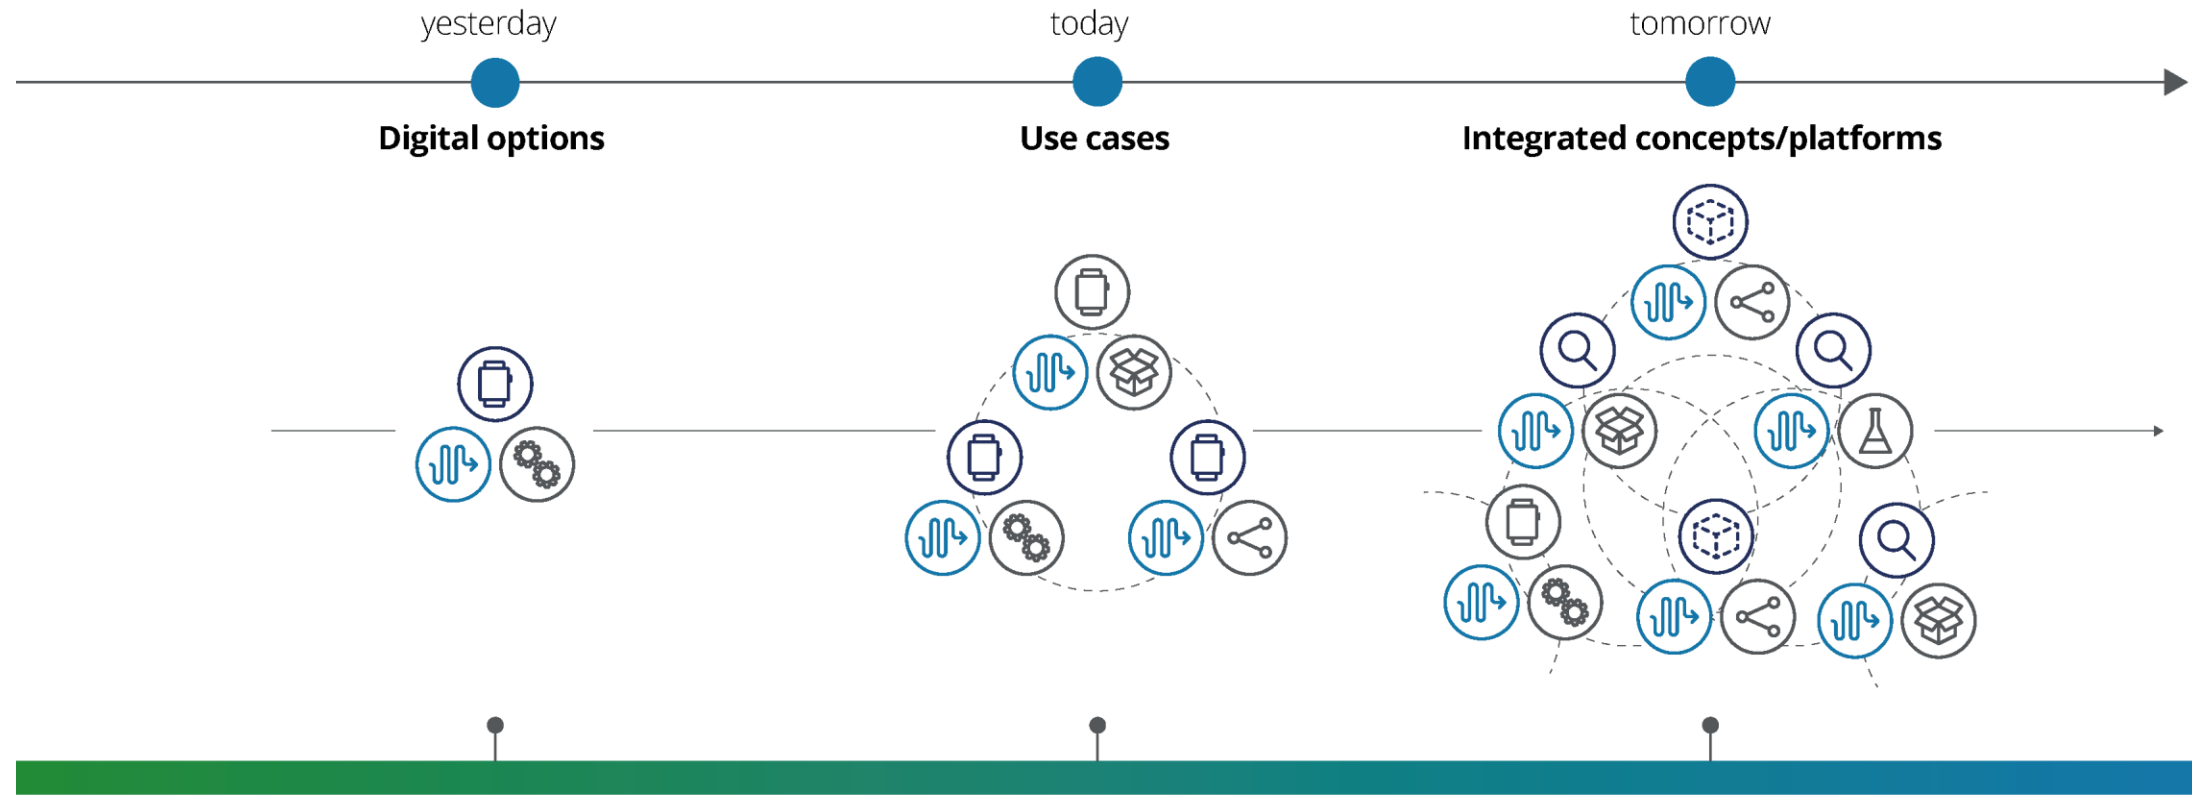 yesterday
today
tomorrow
Digital options
Use cases
Integrated concepts/platforms